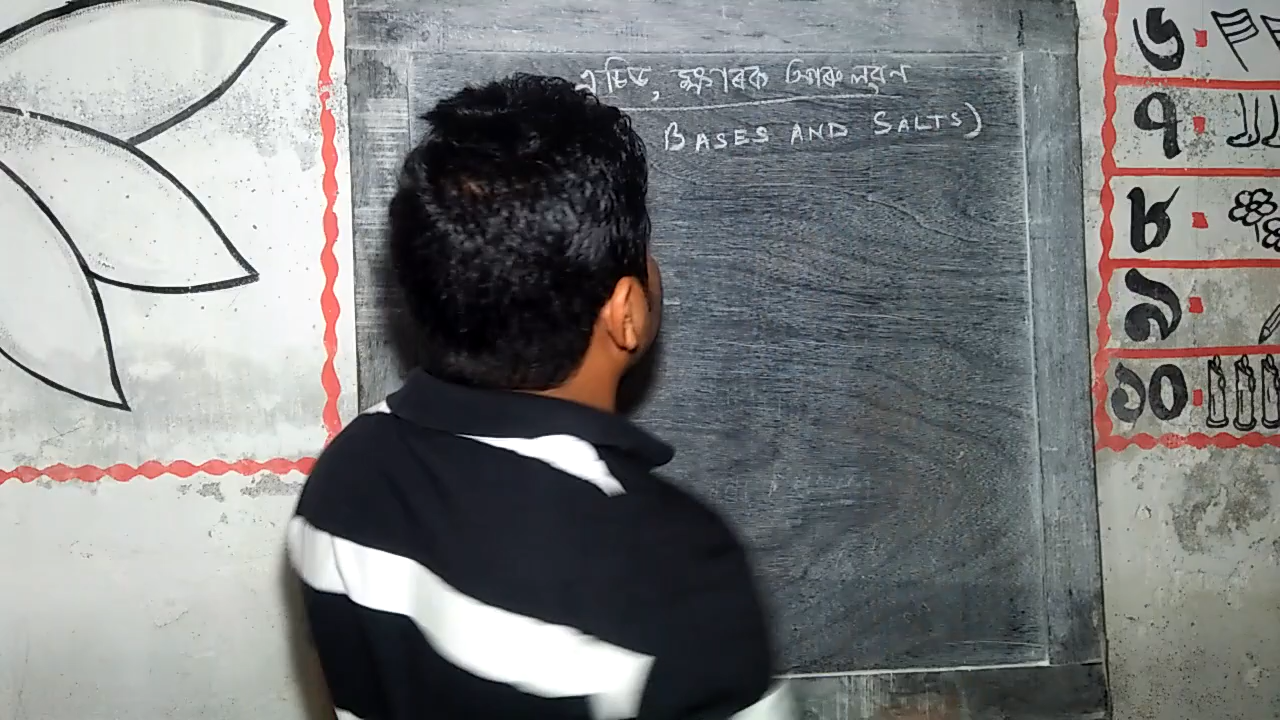 এচিড, ক্ষাৰক আৰু লৱণ
BASES AND SALTS)
৬
৭
৮
৯
১০